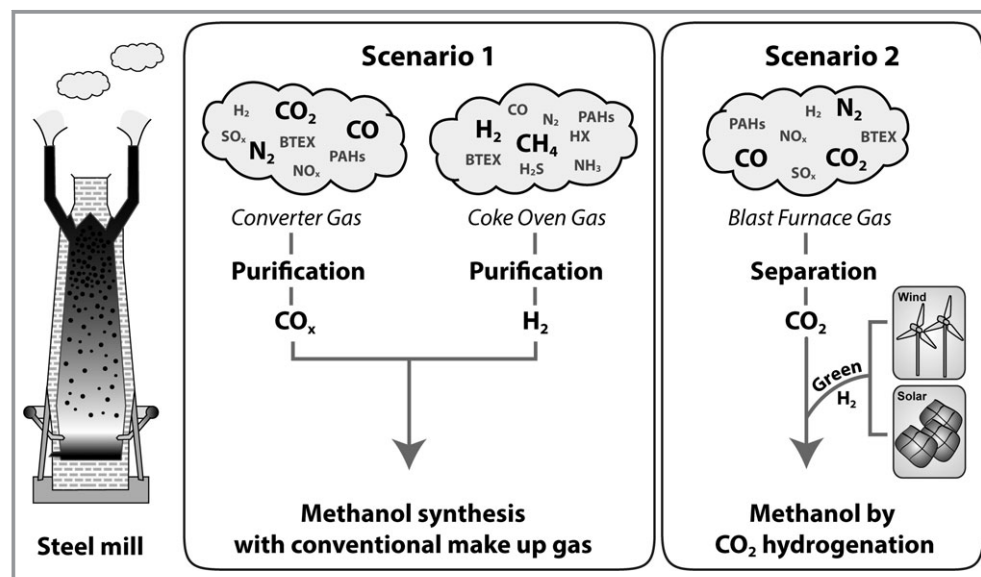 Scenario 1
H₂
CO₂
CO
SOₓ
N₂
BTEX
PAHs
NOₓ
CO
N₂
PAHs
H₂
HX
CH₄
BTEX
H₂S
NH₃
Converter Gas
Coke Oven Gas
Purification
Purification
COₓ
H₂
Methanol synthesis
with conventional make up gas
Scenario 2
H₂
N₂
PAHs
NOₓ
BTEX
CO
CO₂
SOₓ
Blast Furnace Gas
Separation
CO₂
Wind
Green
H₂
Solar
Methanol by
CO₂ hydrogenation
Steel mill